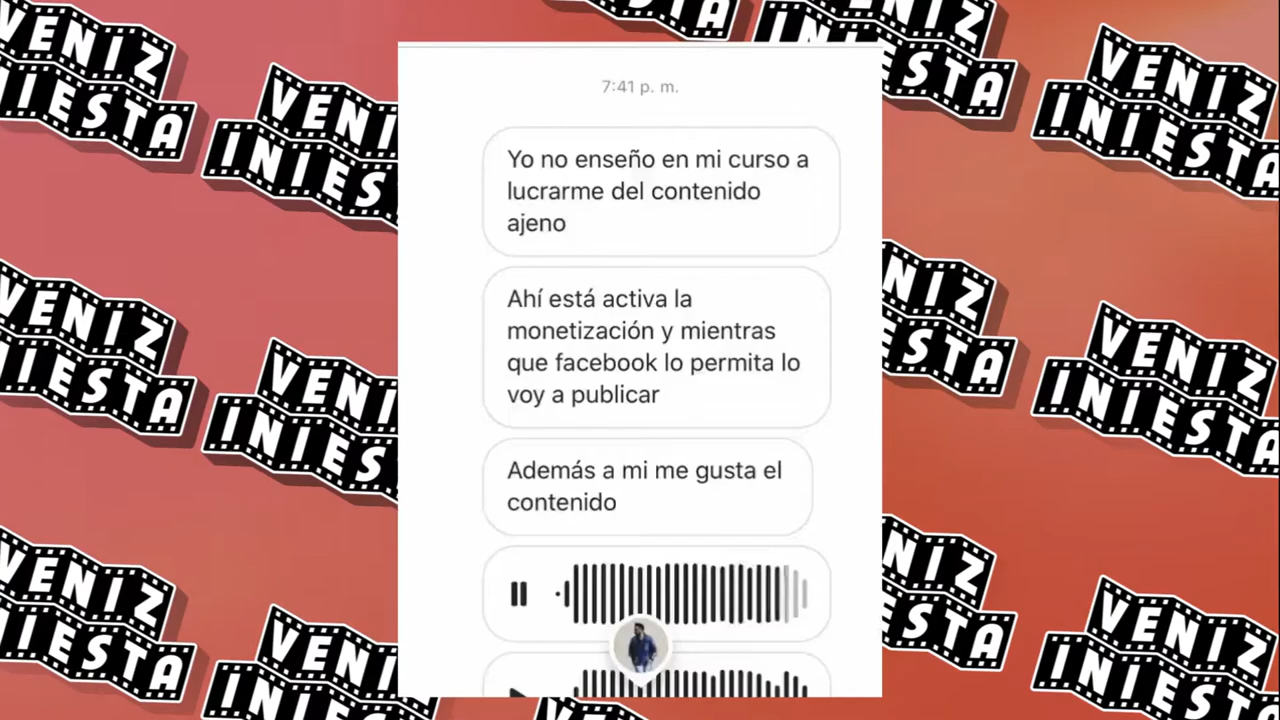 VENIZ
INIESTA
7:41 p. m.
Yo no enseño en mi curso a
lucrarme del contenido
ajeno
Ahí está activa la
monetización y mientras
que facebook lo permita lo
voy a publicar
Además a mi me gusta el
contenido